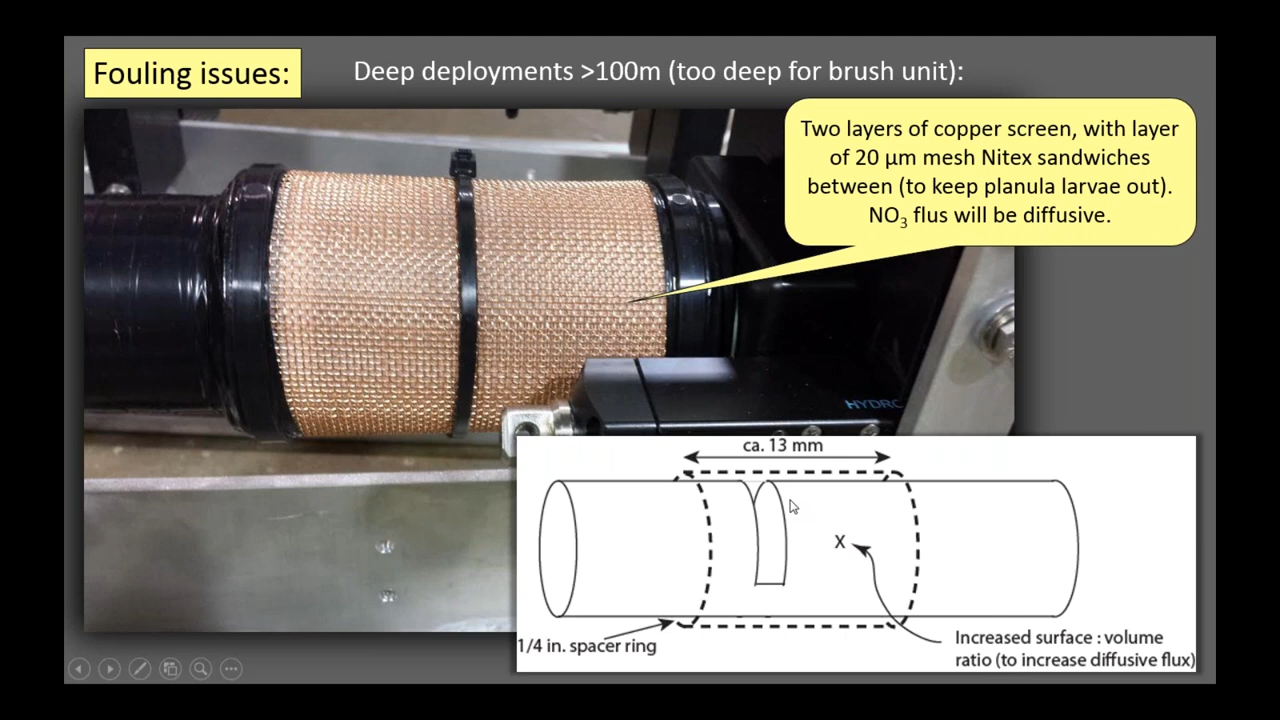 Fouling issues:
Deep deployments >100m (too deep for brush unit):
Two layers of copper screen, with layer
of 20 µm mesh Nitex sandwiches
between (to keep planula larvae out).
NO₃ flus will be diffusive.
HYDRC
ca. 13 mm
X
1/4 in. spacer ring
Increased surface : volume
ratio (to increase diffusive flux)